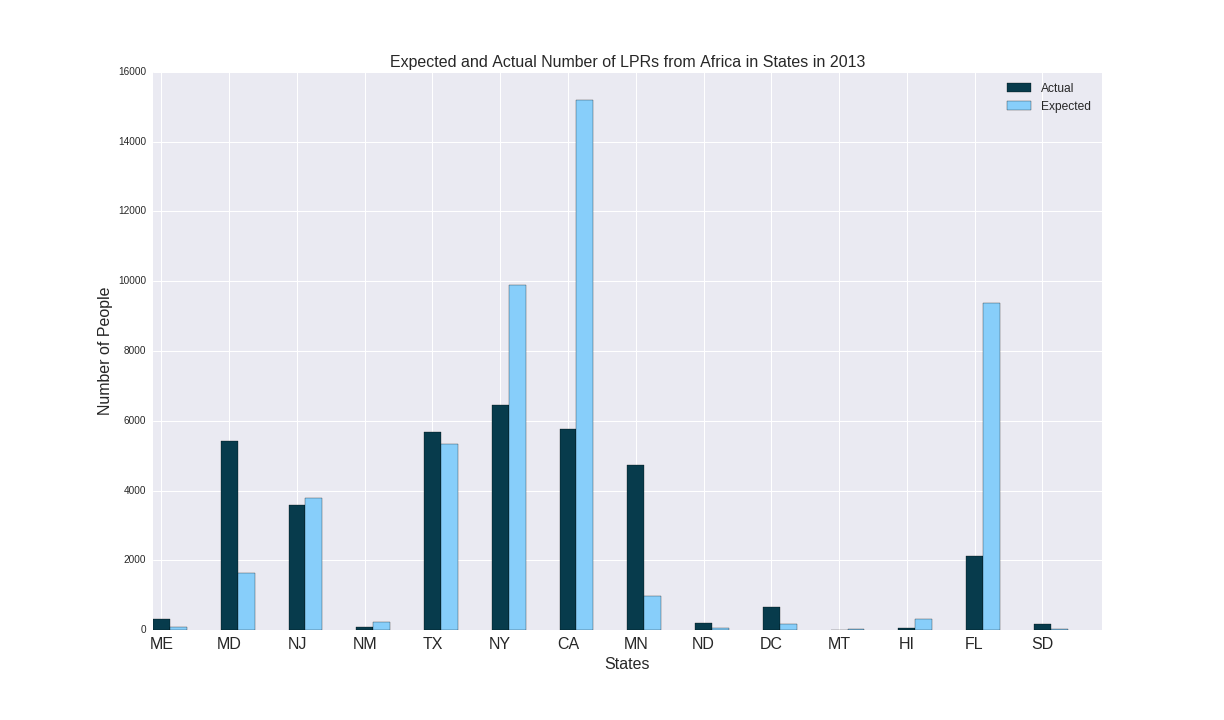 Expected and Actual Number of LPRs from Africa in States in 2013
16000
14000
12000
10000
8000
6000
4000
2000
0
Number of People
Actual
Expected
ME MD NJ NM TX NY CA MN ND DC MT HI FL SD
States